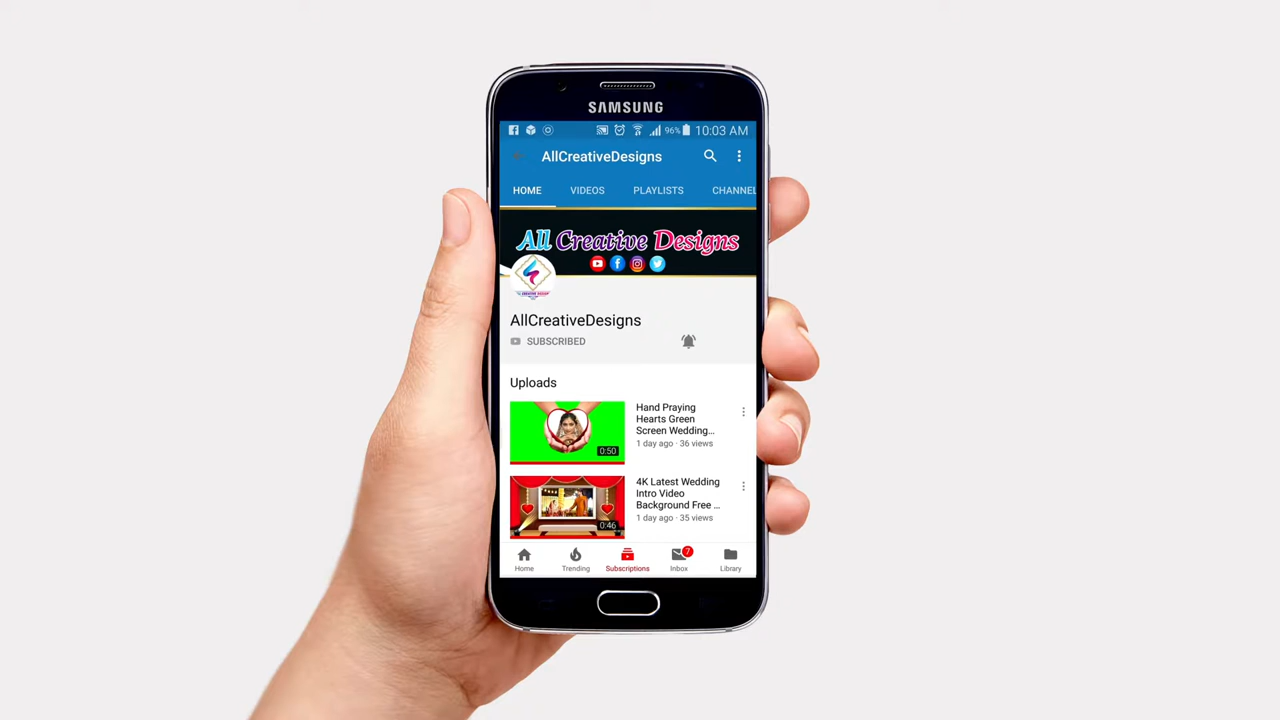 SAMSUNG
96% 10:03 AM
AllCreativeDesigns
HOME VIDEOS PLAYLISTS CHANNEL
All Creative Designs
AllCreativeDesigns
SUBSCRIBED
Uploads
Hand Praying
Hearts Green
Screen Wedding...
1 day ago · 36 views
0:50
4K Latest Wedding
Intro Video
Background Free ...
1 day ago · 35 views
0:46
7
Home Trending Subscriptions Inbox Library